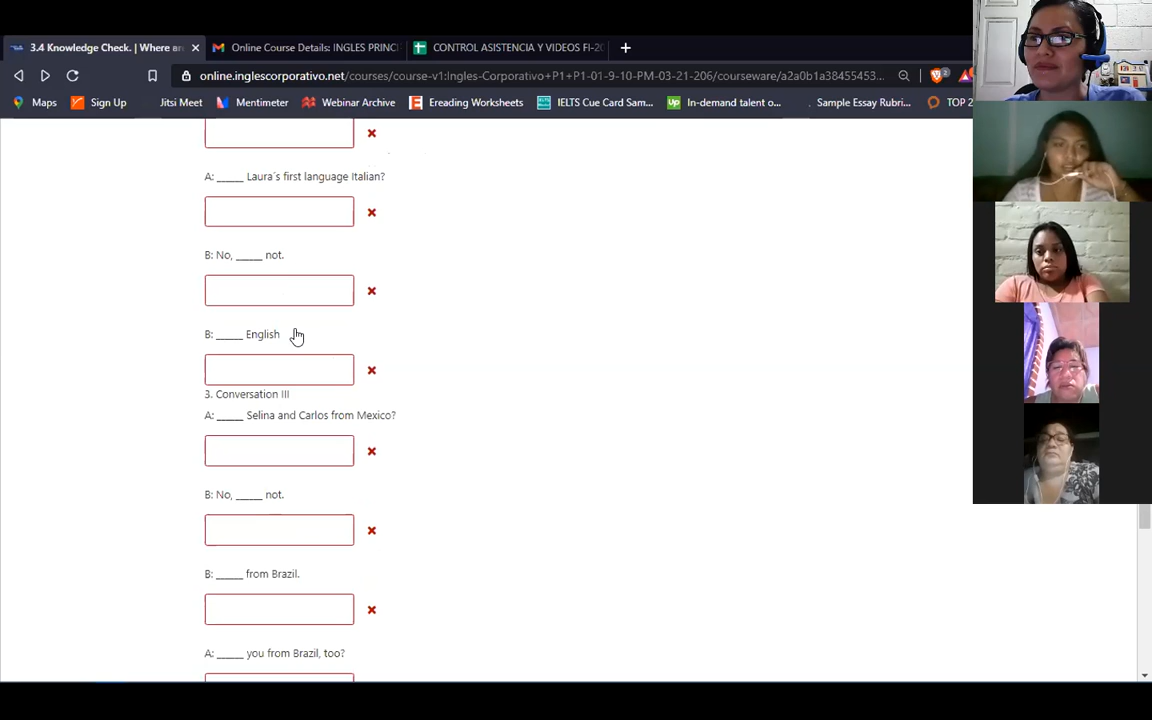 3.4 Knowledge Check. | Where ar
Online Course Details: INGLES PRINCI
CONTROL ASISTENCIA Y VIDEOS FI-20
online.inglescorporativo.net/courses/course-v1:Ingles-Corporativo+P1+P1-01-9-10-PM-03-21-206/courseware/a2a0b1a38455453...
Maps
Sign Up
Jitsi Meet
Mentimeter
Webinar Archive
Ereading Worksheets
IELTS Cue Card Sam...
In-demand talent o...
Sample Essay Rubri...
TOP 2
A: _____ Laura´s first language Italian?
B: No, _____ not.
B: _____ English
3. Conversation III
A: _____ Selina and Carlos from Mexico?
B: No, _____ not.
B: _____ from Brazil.
A: _____ you from Brazil, too?